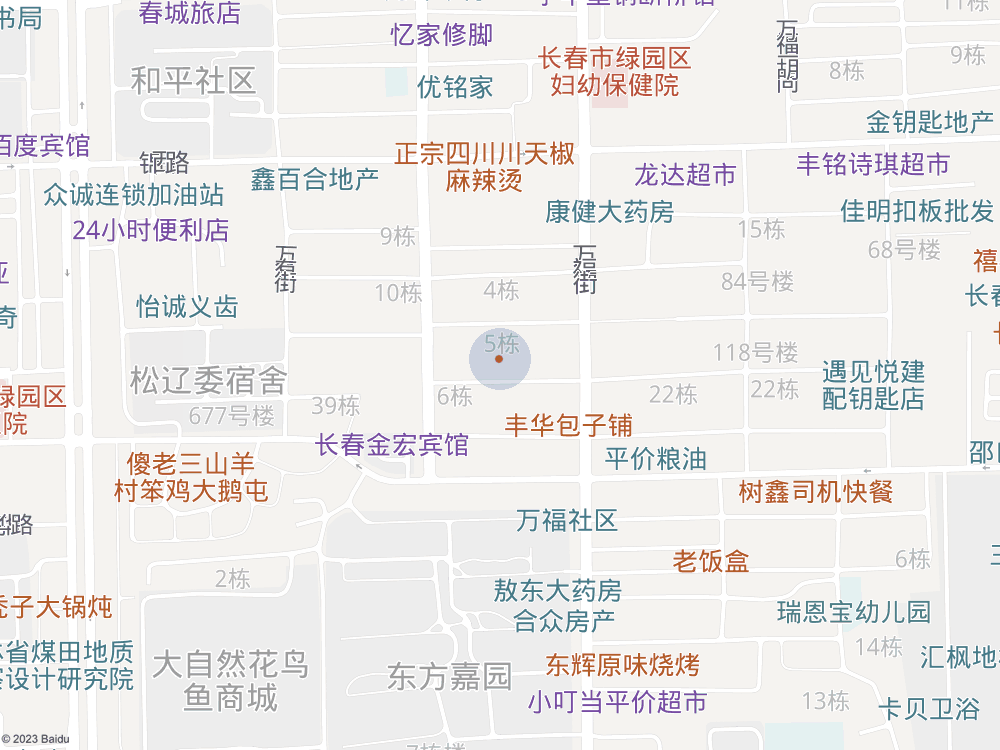 书局
春城旅店
忆家修脚
11栋
和平社区
优铭家
长春市绿园区
妇幼保健院
万福胡同
8栋
9栋
金钥匙地产
百度宾馆
正宗四川川天椒
麻辣烫
众诚连锁加油站
鑫百合地产
龙达超市
丰铭诗琪超市
24小时便利店
康健大药房
佳明扣板批发
9栋
15栋
68号楼
万福街
10栋
4栋
84号楼
禧
长春
怡诚义齿
奇
5栋
118号楼
松辽委宿舍
遇见悦建
配钥匙店
绿园区
院
677号楼
39栋
6栋
22栋
22栋
丰华包子铺
长春金宏宾馆
平价粮油
傻老三山羊
村笨鸡大鹅屯
树鑫司机快餐
万福社区
老饭盒
6栋
2栋
敖东大药房
合众房产
秃子大锅炖
瑞恩宝幼儿园
省煤田地质
设计研究院
大自然花鸟
鱼商城
东方嘉园
东辉原味烧烤
14栋
汇枫地
小叮当平价超市
13栋
卡贝卫浴
© 2023 Baidu